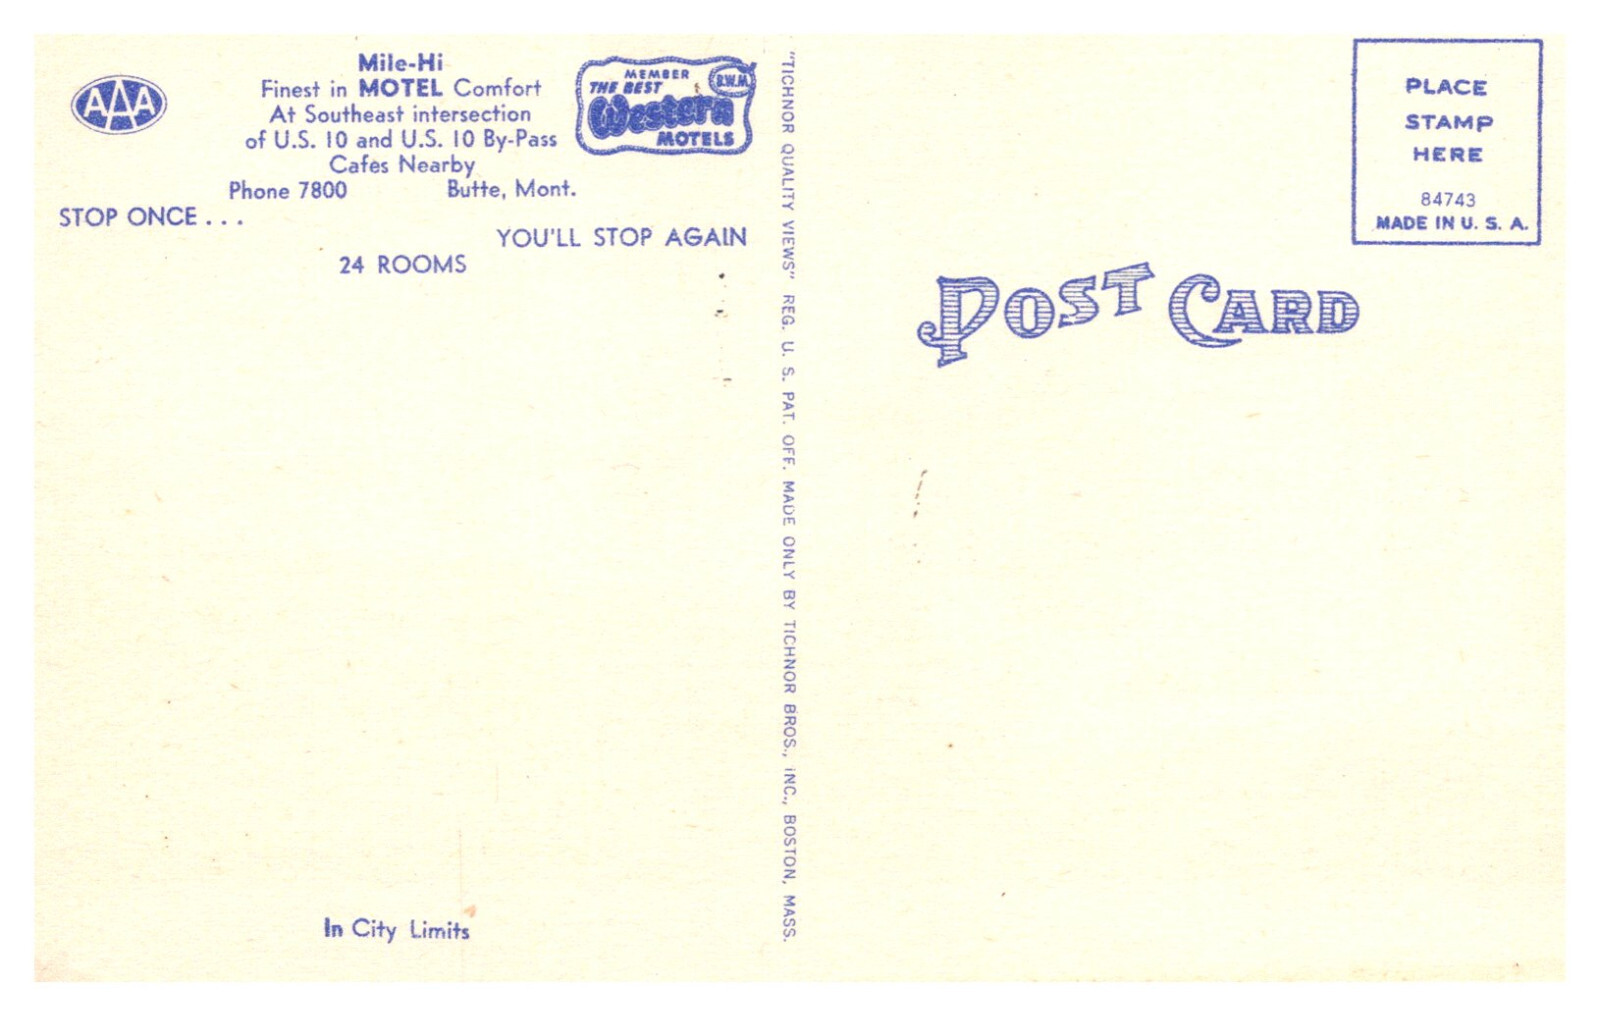 AAA
Mile-Hi
Finest in MOTEL Comfort
At Southeast intersection
of U.S. 10 and U.S. 10 By-Pass
Cafes Nearby
Phone 7800 Butte, Mont.
STOP ONCE . . .
YOU'LL STOP AGAIN
24 ROOMS
MEMBER
THE BEST
B.W.M.
Western
MOTELS
In City Limits
"TICHNOR QUALITY VIEWS" REG. U. S. PAT. OFF. MADE ONLY BY TICHNOR BROS., INC., BOSTON, MASS.
POST CARD
PLACE
STAMP
HERE
84743
MADE IN U. S. A.